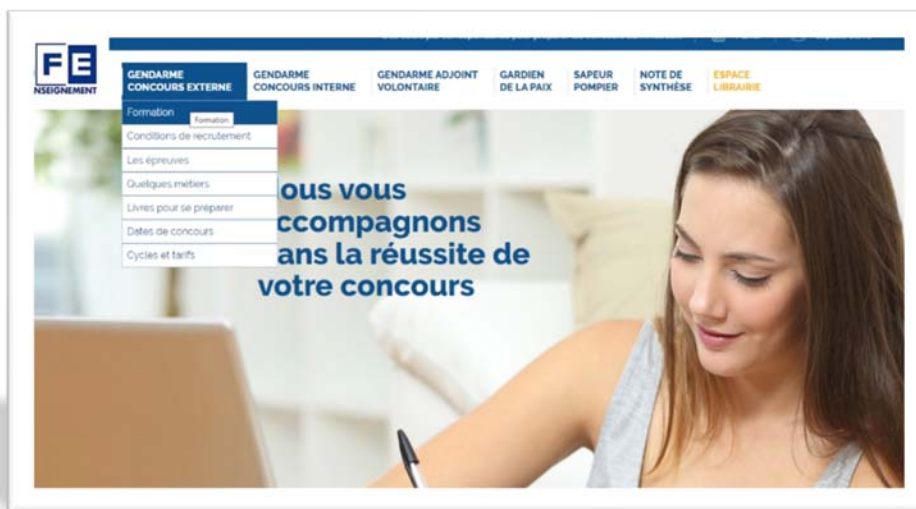 FE
NSEIGNEMENT
GENDARME
CONCOURS EXTERNE
GENDARME
CONCOURS INTERNE
GENDARME ADJOINT
VOLONTAIRE
GARDIEN
DE LA PAIX
SAPEUR
POMPIER
NOTE DE
SYNTHÈSE
ESPACE
LIBRAIRIE
Formation
Formation
Conditions de recrutement
Les épreuves
Quelques métiers
Livres pour se préparer
Dates de concours
Cycles et tarifs
ous vous
ccompagnons
ans la réussite de
votre concours